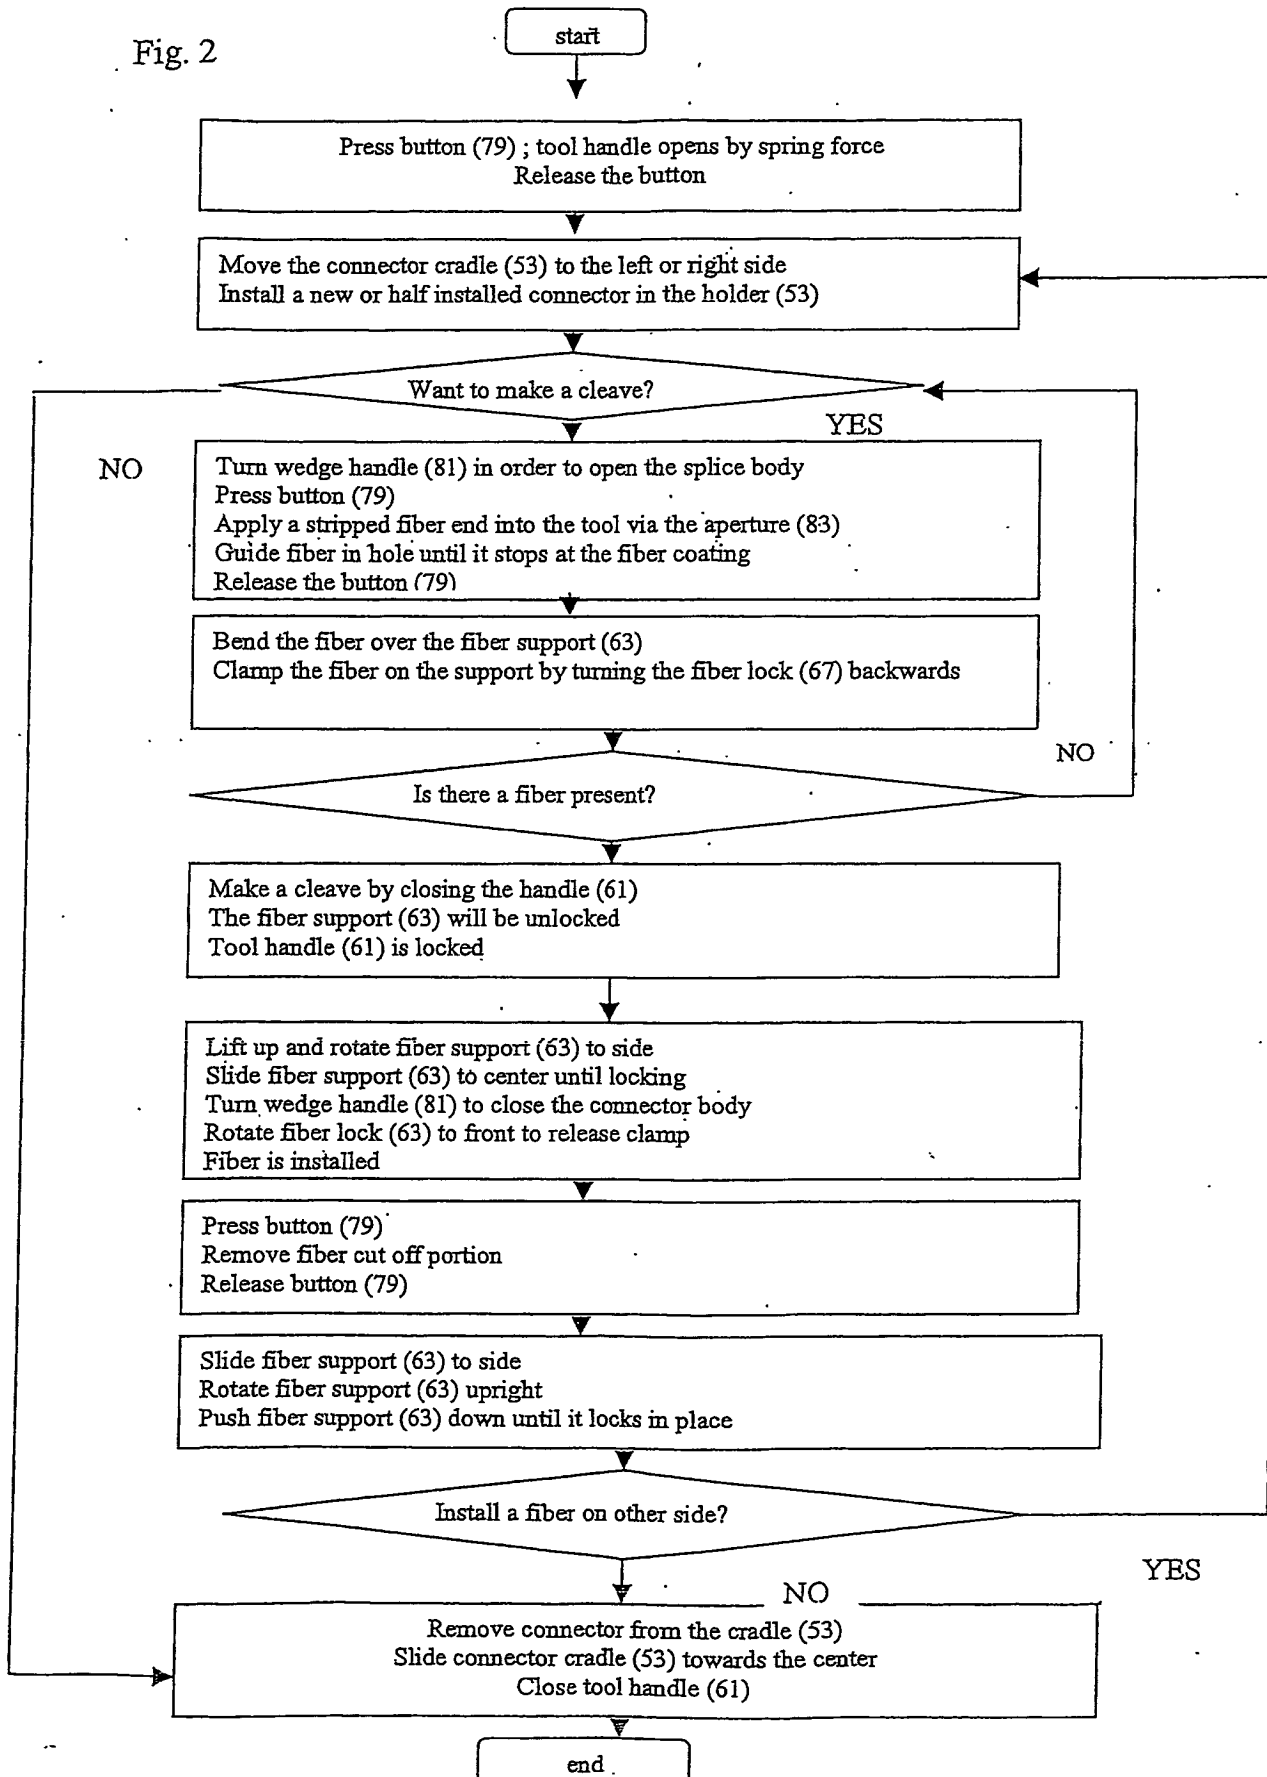 Fig. 2
start
Press button (79) ; tool handle opens by spring force
Release the button
Move the connector cradle (53) to the left or right side
Install a new or half installed connector in the holder (53)
Want to make a cleave?
YES
NO
Turn wedge handle (81) in order to open the splice body
Press button (79)
Apply a stripped fiber end into the tool via the aperture (83)
Guide fiber in hole until it stops at the fiber coating
Release the button (79)
Bend the fiber over the fiber support (63)
Clamp the fiber on the support by turning the fiber lock (67) backwards
NO
Is there a fiber present?
Make a cleave by closing the handle (61)
The fiber support (63) will be unlocked
Tool handle (61) is locked
Lift up and rotate fiber support (63) to side
Slide fiber support (63) to center until locking
Turn wedge handle (81) to close the connector body
Rotate fiber lock (63) to front to release clamp
Fiber is installed
Press button (79)
Remove fiber cut off portion
Release button (79)
Slide fiber support (63) to side
Rotate fiber support (63) upright
Push fiber support (63) down until it locks in place
Install a fiber on other side?
YES
NO
Remove connector from the cradle (53)
Slide connector cradle (53) towards the center
Close tool handle (61)
end